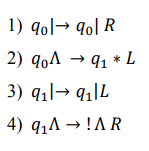 1) q₀|→ q₀| R
2) q₀Λ → q₁ * L
3) q₁|→ q₁|L
4) q₁Λ → ! Λ R